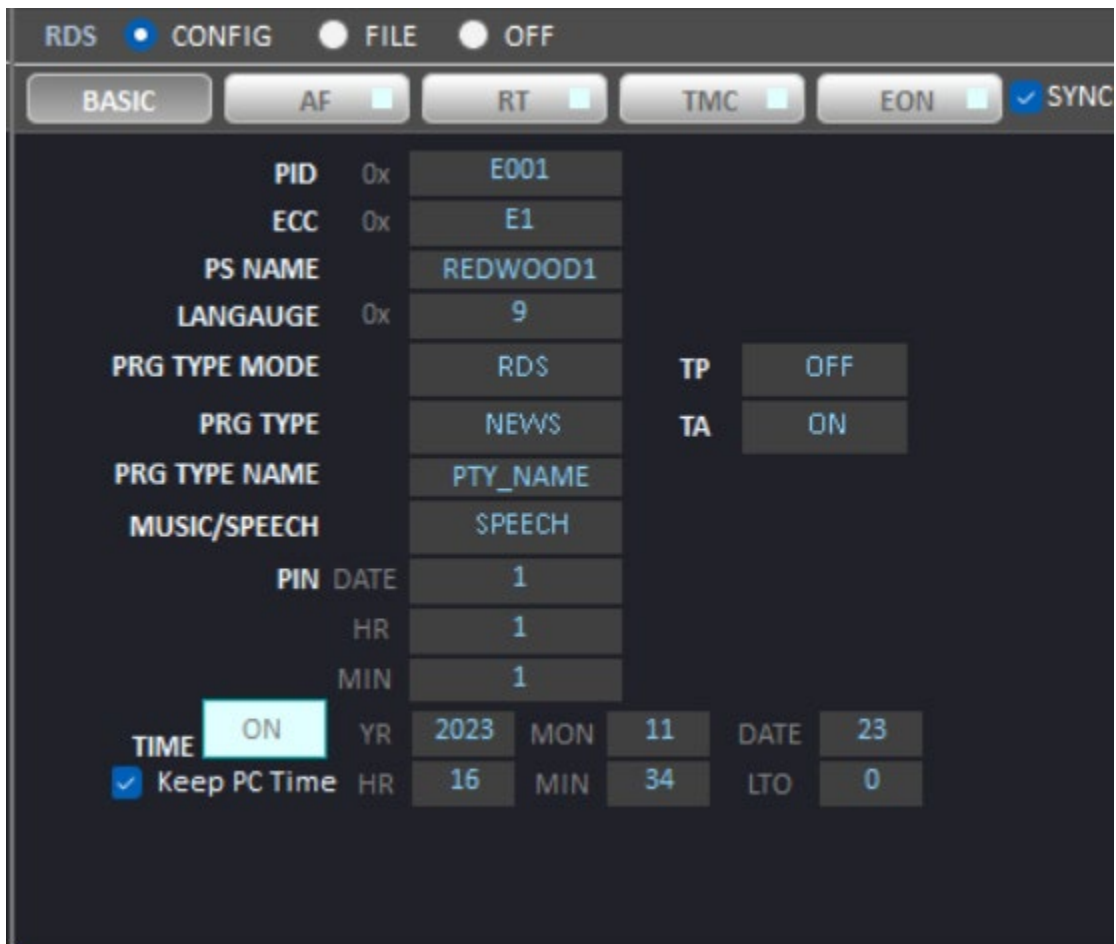 RDS CONFIG FILE OFF
BASIC AF RT TMC EON SYNC
PID 0x E001
ECC 0x E1
PS NAME REDWOOD1
LANGAUGE 0x 9
PRG TYPE MODE RDS TP OFF
PRG TYPE NEWS TA ON
PRG TYPE NAME PTY_NAME
MUSIC/SPEECH SPEECH
PIN DATE 1
HR 1
MIN 1
TIME ON YR 2023 MON 11 DATE 23
Keep PC Time HR 16 MIN 34 LTO 0